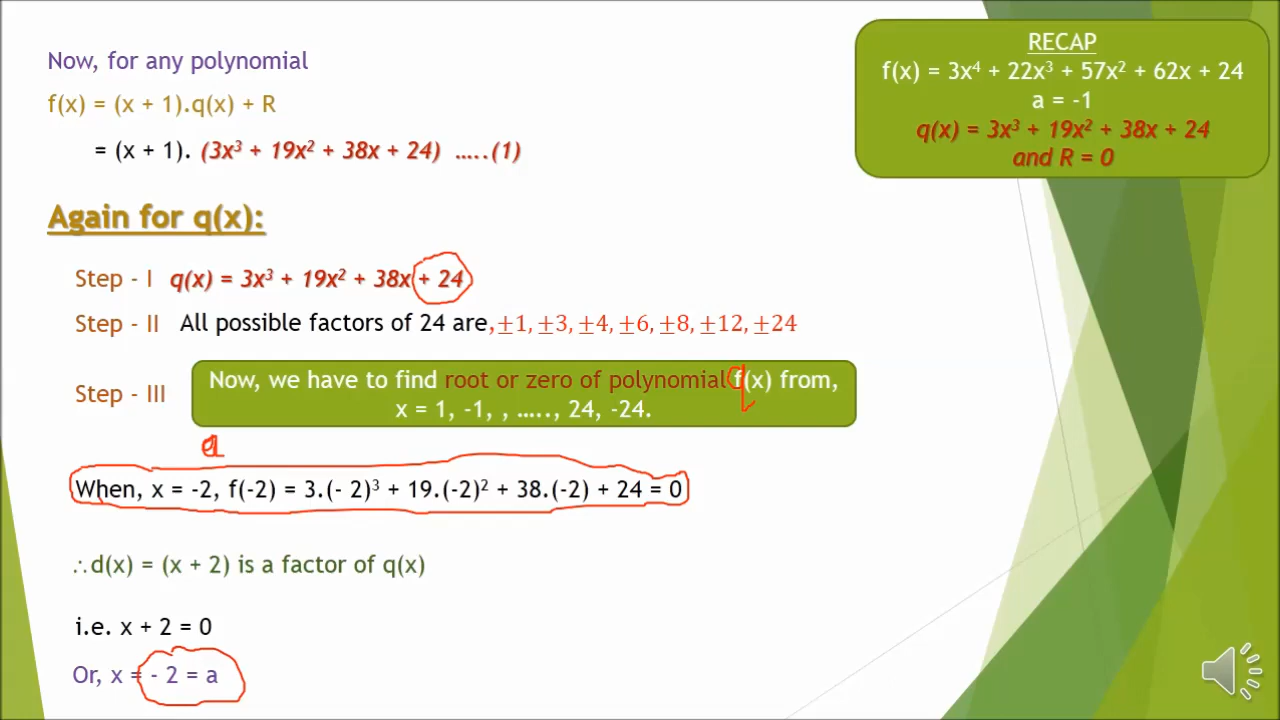 Now, for any polynomial
f(x) = (x + 1).q(x) + R
= (x + 1). (3x³ + 19x² + 38x + 24) …..(1)
RECAP
f(x) = 3x⁴ + 22x³ + 57x² + 62x + 24
a = -1
q(x) = 3x³ + 19x² + 38x + 24
and R = 0
Again for q(x):
Step - I q(x) = 3x³ + 19x² + 38x + 24
Step - II All possible factors of 24 are, ±1, ±3, ±4, ±6, ±8, ±12, ±24
Step - III
Now, we have to find root or zero of polynomial f(x) from,
x = 1, -1, , ….., 24, -24.
q
When, x = -2, f(-2) = 3.(- 2)³ + 19.(-2)² + 38.(-2) + 24 = 0
∴d(x) = (x + 2) is a factor of q(x)
i.e. x + 2 = 0
Or, x = - 2 = a